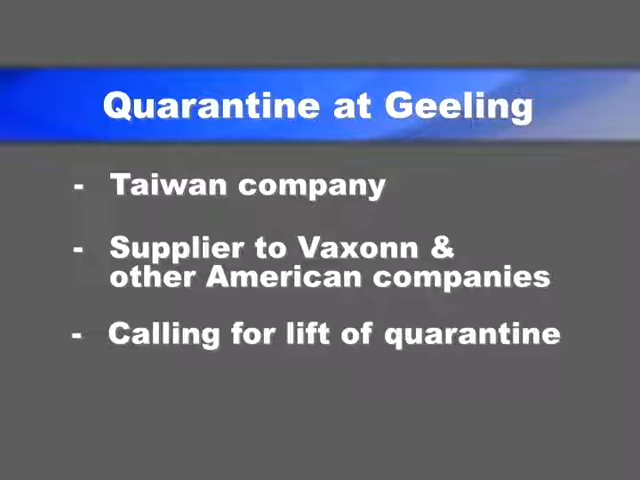 Quarantine at Geeling
- Taiwan company
- Supplier to Vaxonn &
other American companies
- Calling for lift of quarantine